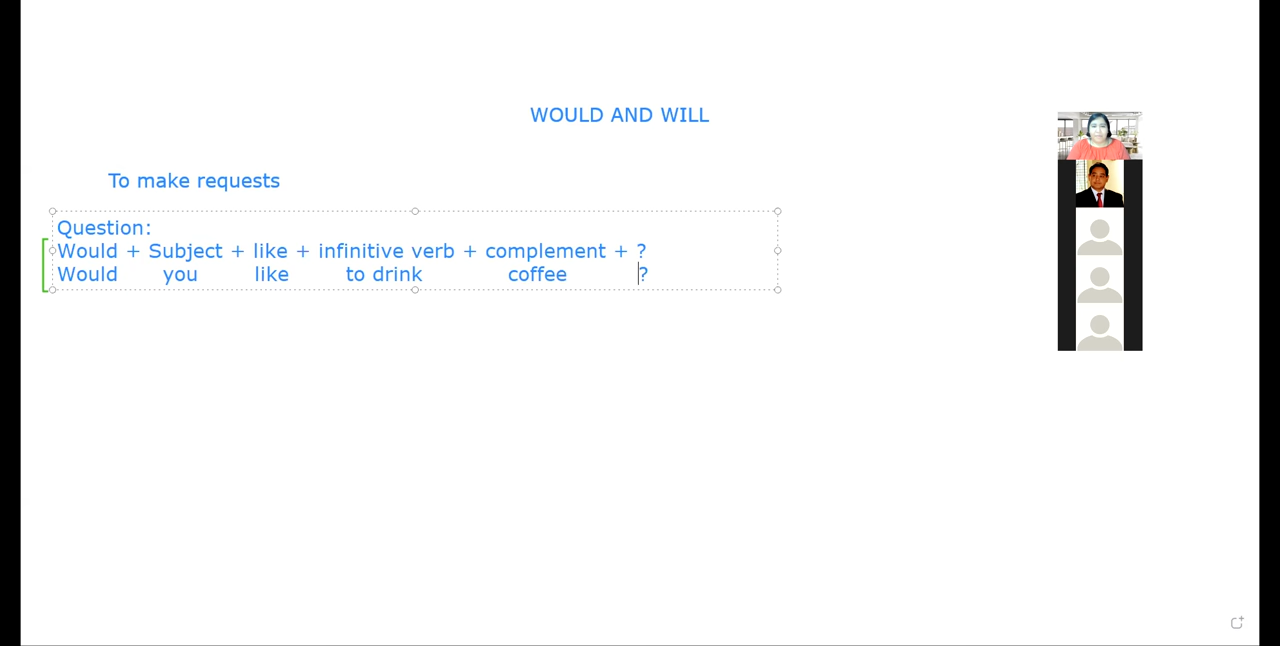 WOULD AND WILL
To make requests
Question:
Would + Subject + like + infinitive verb + complement + ?
Would you like to drink coffee ?